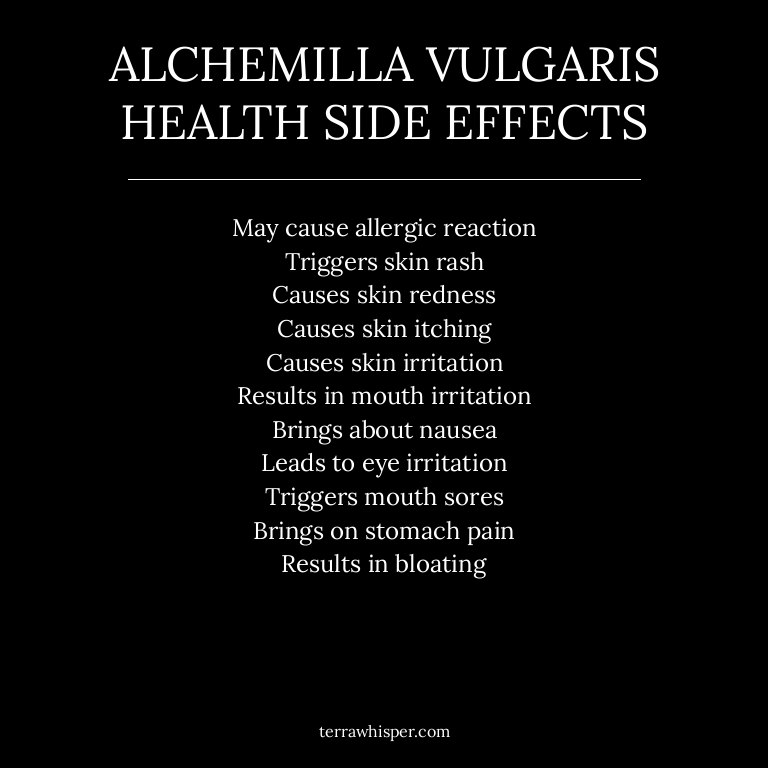 ALCHEMILLA VULGARIS
HEALTH SIDE EFFECTS
May cause allergic reaction
Triggers skin rash
Causes skin redness
Causes skin itching
Causes skin irritation
Results in mouth irritation
Brings about nausea
Leads to eye irritation
Triggers mouth sores
Brings on stomach pain
Results in bloating
terrawhisper.com